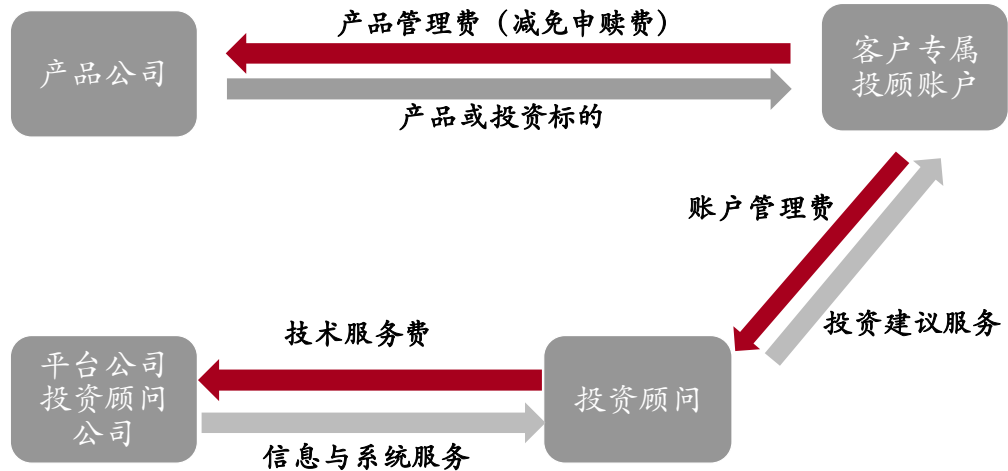 产品管理费（减免申赎费）
产品公司
客户专属
投顾账户
产品或投资标的
账户管理费
投资建议服务
技术服务费
平台公司
投资顾问
公司
投资顾问
信息与系统服务